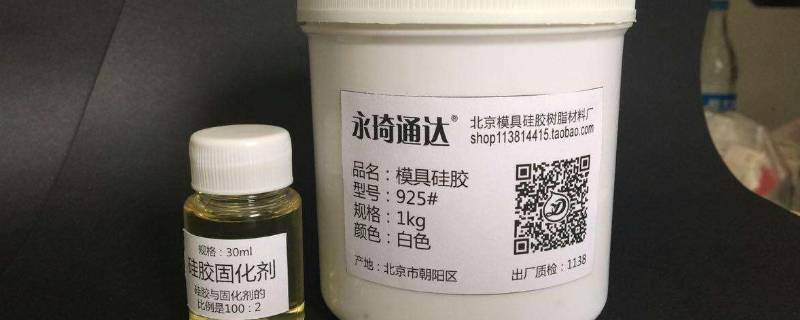 永琦通达®
北京模具硅胶树脂材料厂
shop113814415.taobao.com
品名：模具硅胶
型号：925#
规格：1kg
颜色：白色
产地：北京市朝阳区
出厂质检：1138
规格：30ml
硅胶固化剂
硅胶与固化剂的
比例是100：2